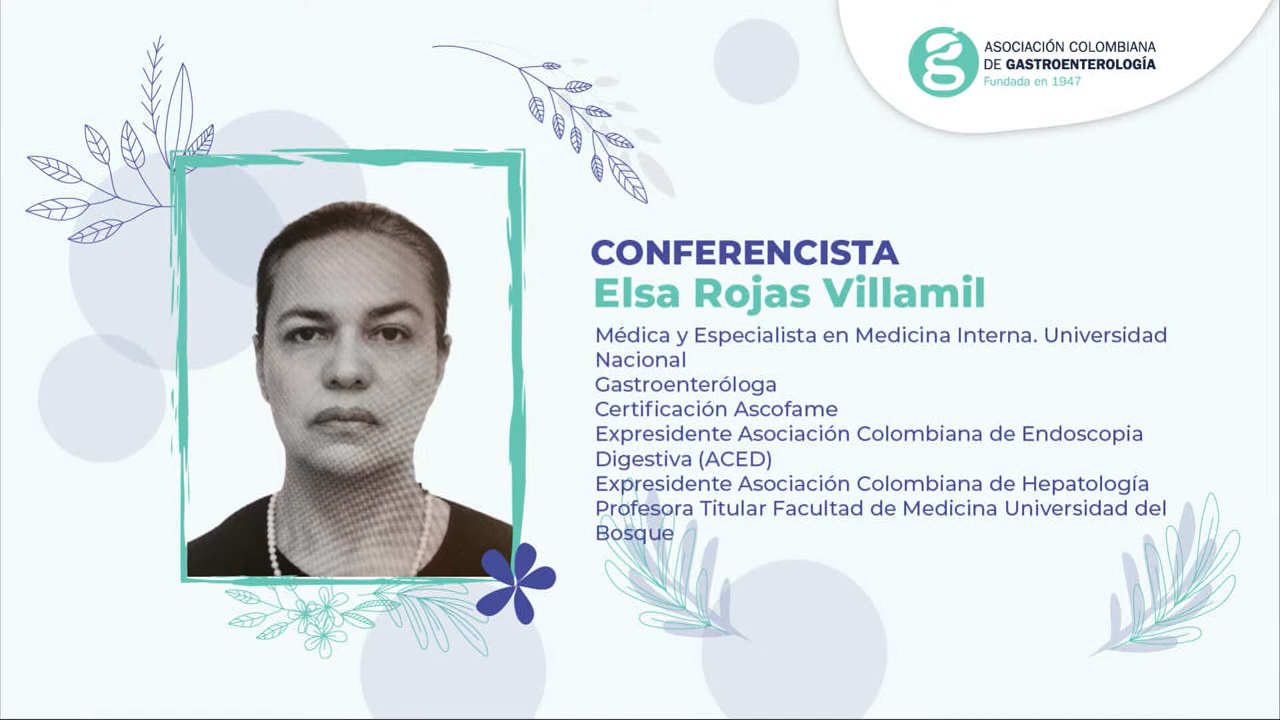 ASOCIACIÓN COLOMBIANA
DE GASTROENTEROLOGÍA
Fundada en 1947
CONFERENCISTA
Elsa Rojas Villamil
Médica y Especialista en Medicina Interna. Universidad
Nacional
Gastroenteróloga
Certificación Ascofame
Expresidente Asociación Colombiana de Endoscopia
Digestiva (ACED)
Expresidente Asociación Colombiana de Hepatología
Profesora Titular Facultad de Medicina Universidad del
Bosque